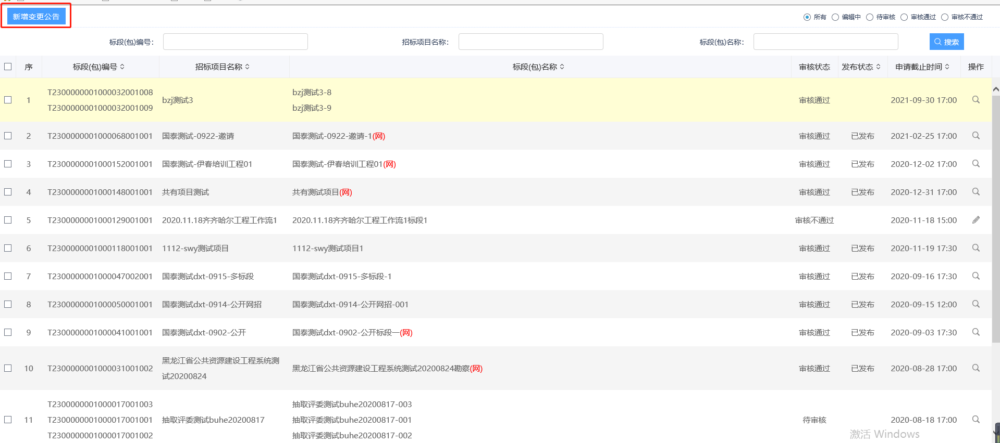 新增变更公告
所有 编辑中 待审核 审核通过 审核不通过
标段(包)编号: 招标项目名称: 标段(包)名称: 搜索
序 标段(包)编号 招标项目名称 标段(包)名称 审核状态 发布状态 申请截止时间 操作
T2300000001000032001008 bzj测试3-8
1 bzj测试3 审核通过 2021-09-30 17:00
T2300000001000032001009 bzj测试3-9
2 T2300000001000068001001 国泰测试-0922-邀请 国泰测试-0922-邀请-1(网) 审核通过 已发布 2021-02-25 17:00
3 T2300000001000152001001 国泰测试-伊春培训工程01 国泰测试-伊春培训工程01(网) 审核通过 已发布 2020-12-02 17:00
4 T2300000001000148001001 共有项目测试 共有测试项目(网) 审核通过 已发布 2020-12-31 17:00
5 T2300000001000129001001 2020.11.18齐齐哈尔工程工作流1 2020.11.18齐齐哈尔工程工作流1标段1 审核不通过 2020-11-18 15:00
6 T2300000001000118001001 1112-swy测试项目 1112-swy测试项目1 审核通过 已发布 2020-11-19 17:30
7 T2300000001000047002001 国泰测试dxt-0915-多标段 国泰测试dxt-0915-多标段-1 审核通过 已发布 2020-09-16 17:30
8 T2300000001000050001001 国泰测试dxt-0914-公开网招 国泰测试dxt-0914-公开网招-001 审核通过 已发布 2020-09-15 12:00
9 T2300000001000041001001 国泰测试dxt-0902-公开 国泰测试dxt-0902-公开标段一(网) 审核通过 已发布 2020-09-03 17:30
黑龙江省公共资源建设工程系统测
10 T2300000001000031001002 黑龙江省公共资源建设工程系统测试20200824勘察(网) 审核通过 已发布 2020-08-28 17:00
试20200824
T2300000001000017001003 抽取评委测试buhe20200817-003
11 T2300000001000017001001 抽取评委测试buhe20200817 抽取评委测试buhe20200817-001 待审核 2020-08-18 17:00
T2300000001000017001002 抽取评委测试buhe20200817-002
激活 Windows